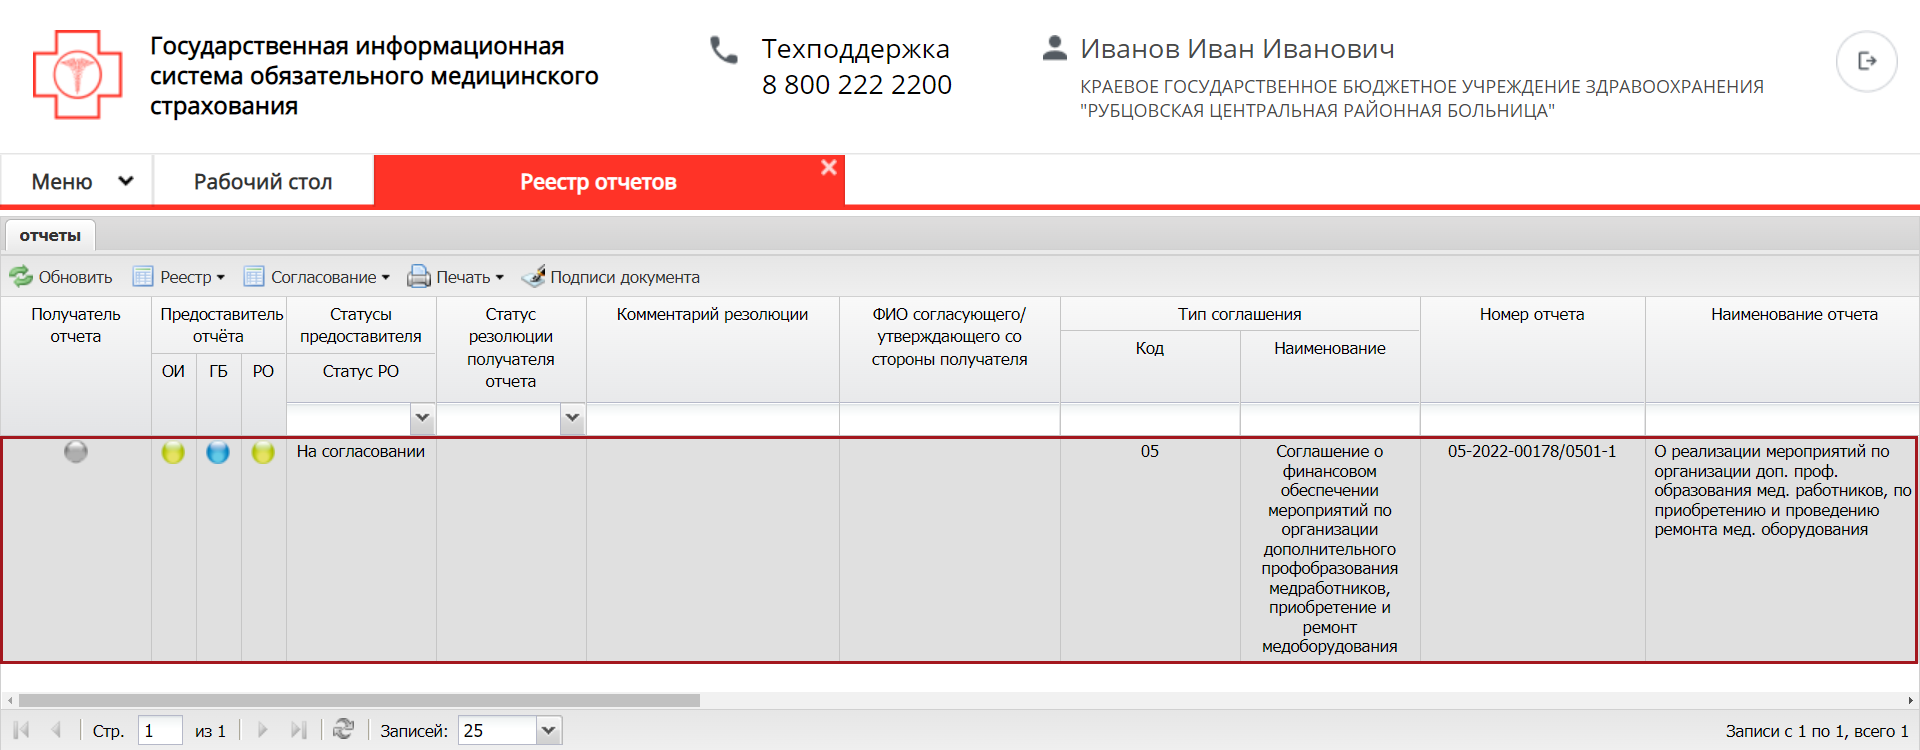 Государственная информационная
система обязательного медицинского
страхования
Техподдержка
8 800 222 2200
Иванов Иван Иванович
КРАЕВОЕ ГОСУДАРСТВЕННОЕ БЮДЖЕТНОЕ УЧРЕЖДЕНИЕ ЗДРАВООХРАНЕНИЯ
"РУБЦОВСКАЯ ЦЕНТРАЛЬНАЯ РАЙОННАЯ БОЛЬНИЦА"
Меню
Рабочий стол
Реестр отчетов
отчеты
Обновить
Реестр
Согласование
Печать
Подписи документа
Получатель
отчета
Предоставитель
отчёта
ОИ
ГБ
РО
Статусы
предоставителя
Статус РО
Статус
резолюции
получателя
отчета
Комментарий резолюции
ФИО согласующего/
утверждающего со
стороны получателя
Тип соглашения
Код
Наименование
Номер отчета
Наименование отчета
На согласовании
05
Соглашение о
финансовом
обеспечении
мероприятий по
организации
дополнительного
профобразования
медработников,
приобретение и
ремонт
медоборудования
05-2022-00178/0501-1
О реализации мероприятий по
организации доп. проф.
образования мед. работников, по
приобретению и проведению
ремонта мед. оборудования
Стр.
1
из 1
Записей:
25
Записи с 1 по 1, всего 1